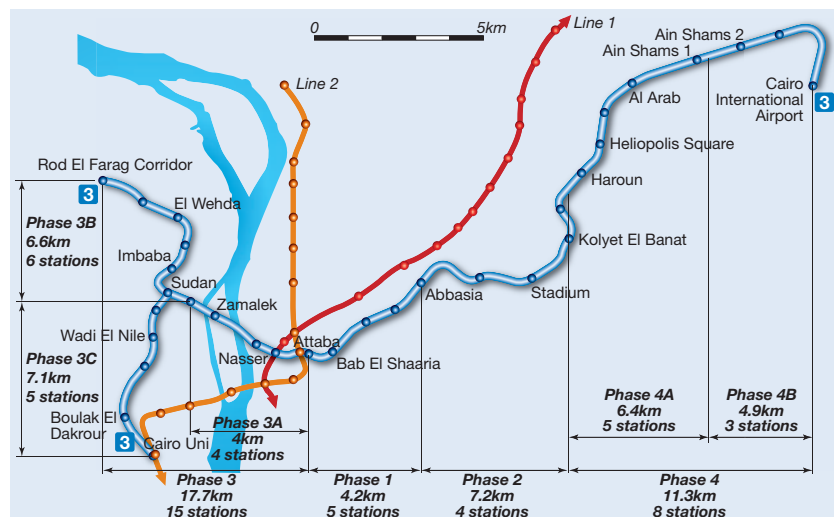 0 5km
Line 1
Ain Shams 2
Ain Shams 1
Line 2
Cairo
International
Airport
3
Al Arab
Heliopolis Square
Rod El Farag Corridor
3
Haroun
El Wehda
Phase 3B
6.6km
6 stations
Imbaba
Kolyet El Banat
Sudan
Zamalek
Abbasia
Stadium
Wadi El Nile
Nasser
Attaba
Bab El Shaaria
Phase 3C
7.1km
5 stations
Boulak El
Dakrour
3
Cairo Uni
Phase 3A
4km
4 stations
Phase 4A
6.4km
5 stations
Phase 4B
4.9km
3 stations
Phase 3
17.7km
15 stations
Phase 1
4.2km
5 stations
Phase 2
7.2km
4 stations
Phase 4
11.3km
8 stations